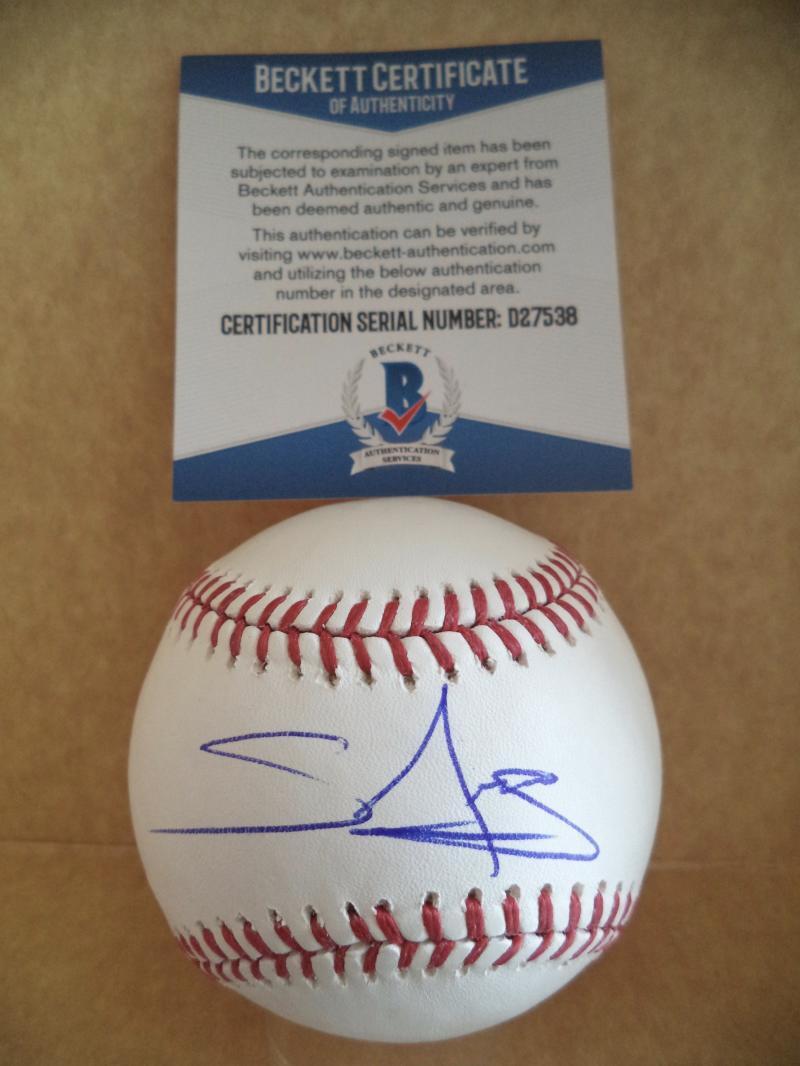 BECKETT CERTIFICATE
OF AUTHENTICITY
The corresponding signed item has been
subjected to examination by an expert from
Beckett Authentication Services and has
been deemed authentic and genuine.
This authentication can be verified by
visiting www.beckett-authentication.com
and utilizing the below authentication
number in the designated area.
CERTIFICATION SERIAL NUMBER: D27538
BECKETT
B
AUTHENTICATION
SERVICES